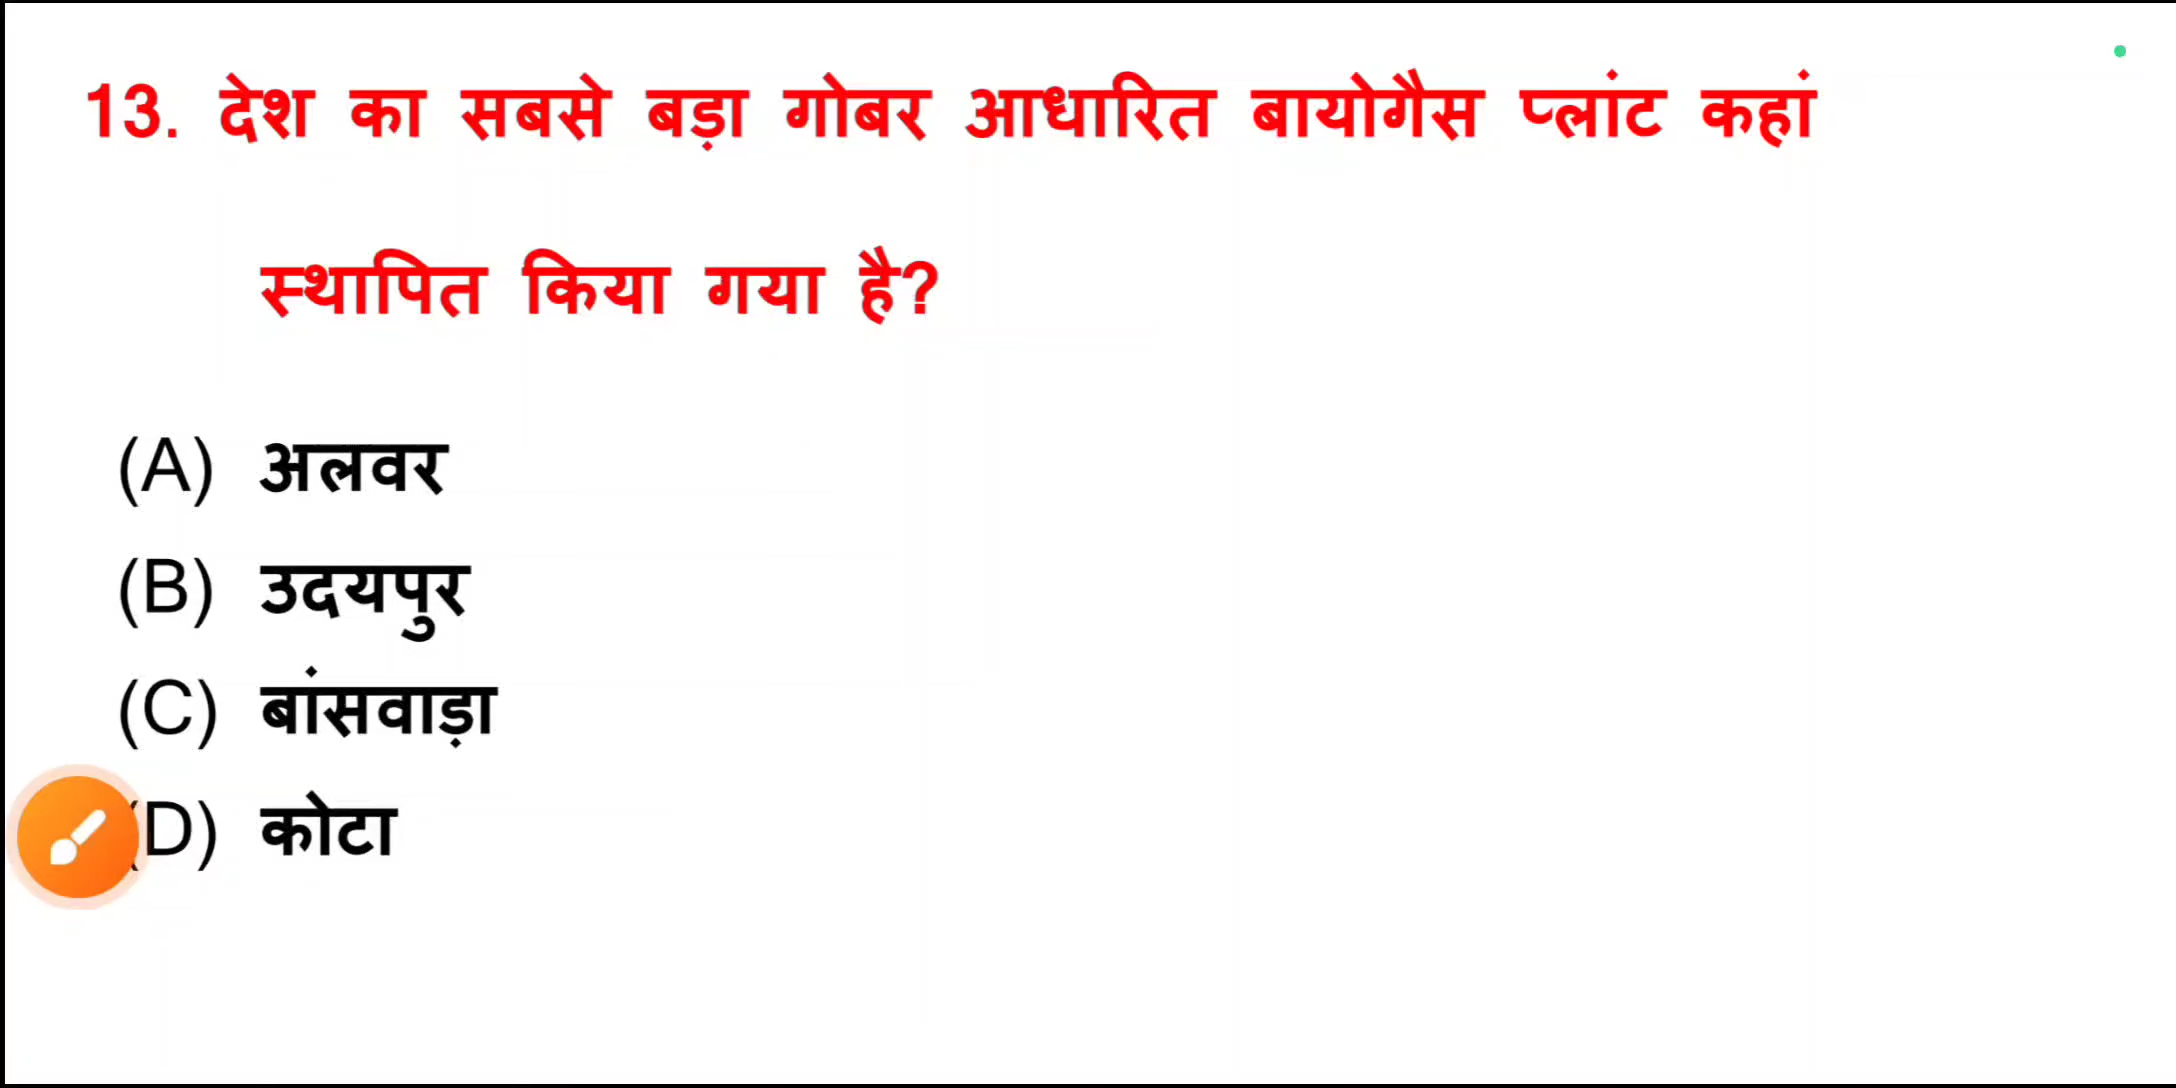 13. देश का सबसे बड़ा गोबर आधारित बायोगैस प्लांट कहां
स्थापित किया गया है?
(A) अलवर
(B) उदयपुर
(C) बांसवाड़ा
(D) कोटा